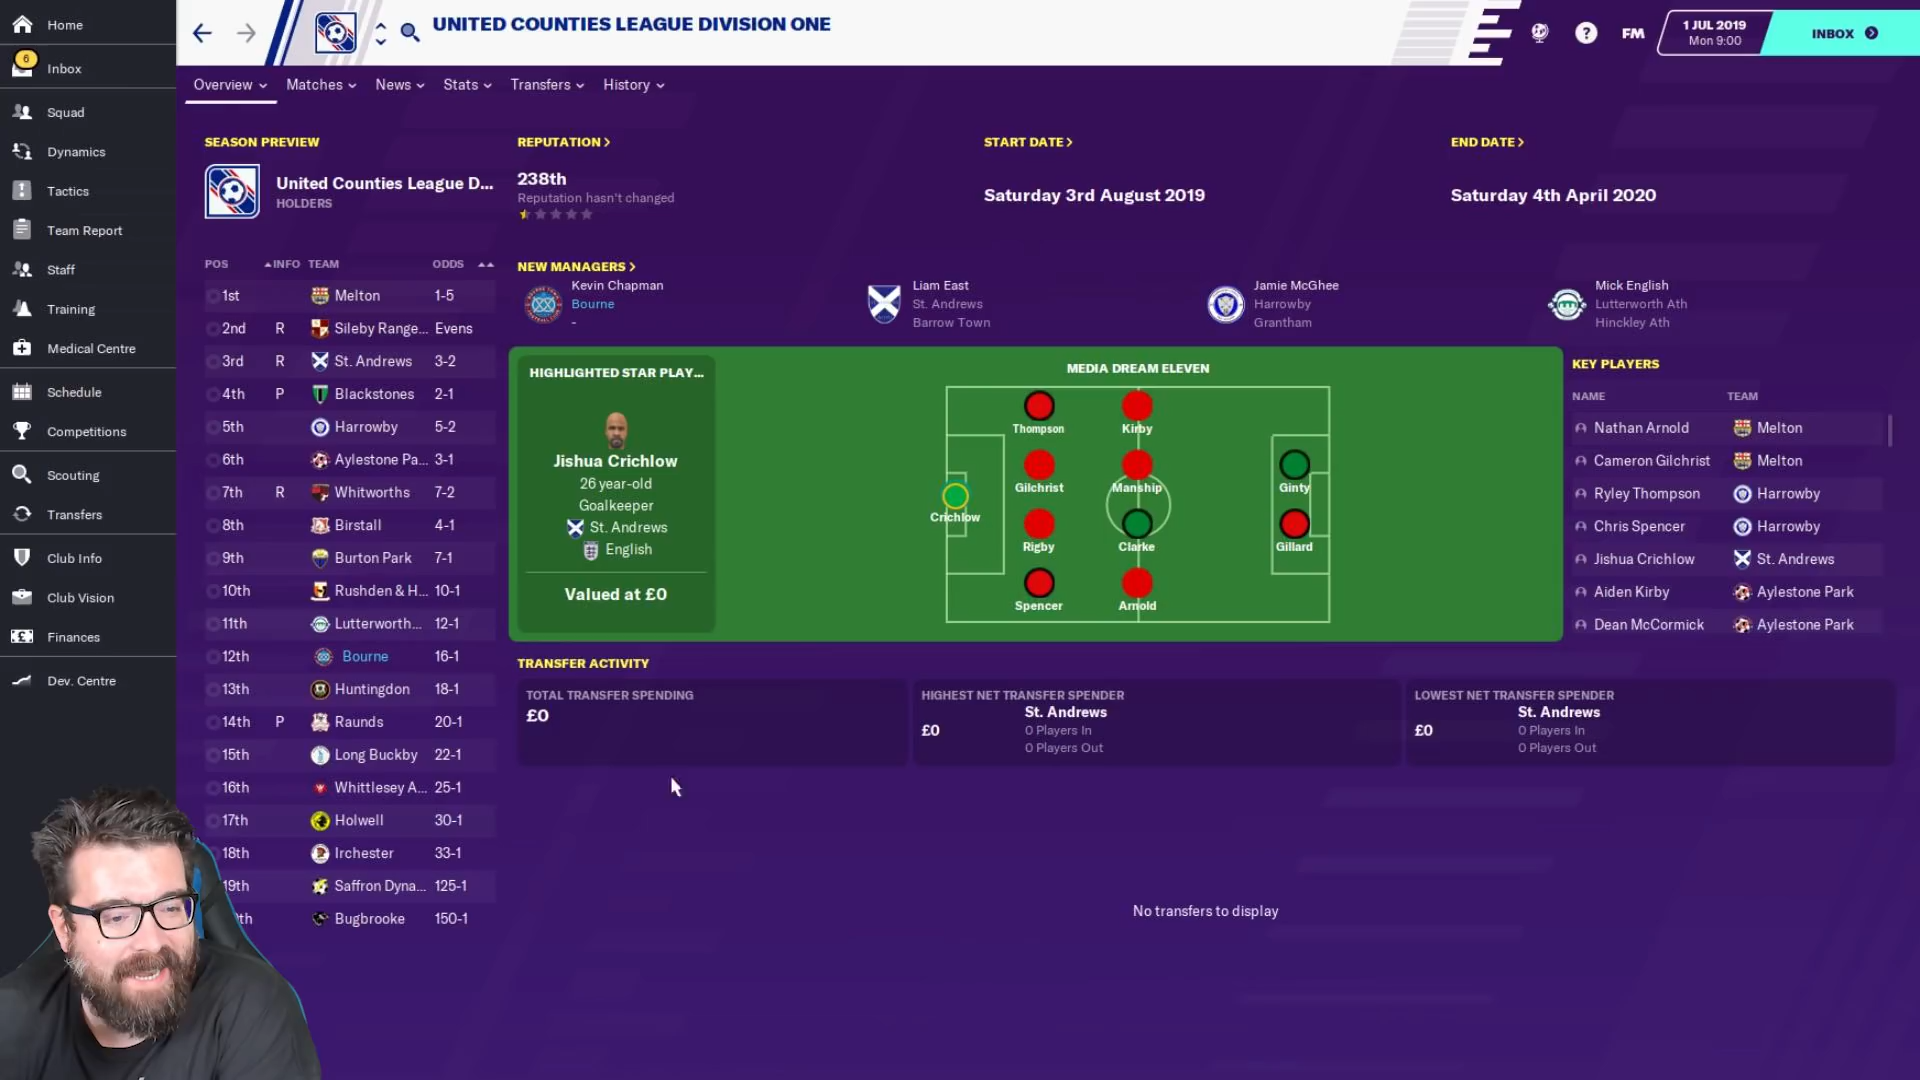 Home
6
Inbox
Squad
Dynamics
Tactics
Team Report
Staff
Training
Medical Centre
Schedule
Competitions
Scouting
Transfers
Club Info
Club Vision
Finances
Dev. Centre
UNITED COUNTIES LEAGUE DIVISION ONE
?
FM
1 JUL 2019
Mon 9:00
INBOX
Overview
Matches
News
Stats
Transfers
History
SEASON PREVIEW
United Counties League D...
HOLDERS
REPUTATION >
238th
Reputation hasn't changed
START DATE >
Saturday 3rd August 2019
END DATE >
Saturday 4th April 2020
POS INFO TEAM ODDS
1st Melton 1-5
2nd R Sileby Range... Evens
3rd R St. Andrews 3-2
4th P Blackstones 2-1
5th Harrowby 5-2
6th Aylestone Pa... 3-1
7th R Whitworths 7-2
8th Birstall 4-1
9th Burton Park 7-1
10th Rushden & H... 10-1
11th Lutterworth... 12-1
12th Bourne 16-1
13th Huntingdon 18-1
14th P Raunds 20-1
15th Long Buckby 22-1
16th Whittlesey A... 25-1
17th Holwell 30-1
18th Irchester 33-1
19th Saffron Dyna... 125-1
th Bugbrooke 150-1
NEW MANAGERS >
Kevin Chapman
Bourne
-
Liam East
St. Andrews
Barrow Town
Jamie McGhee
Harrowby
Grantham
Mick English
Lutterworth Ath
Hinckley Ath
HIGHLIGHTED STAR PLAY...
Jishua Crichlow
26 year-old
Goalkeeper
St. Andrews
English
Valued at £0
MEDIA DREAM ELEVEN
Thompson
Kirby
Gilchrist
Manship
Ginty
Crichlow
Rigby
Clarke
Gillard
Spencer
Arnold
KEY PLAYERS
NAME TEAM
Nathan Arnold Melton
Cameron Gilchrist Melton
Ryley Thompson Harrowby
Chris Spencer Harrowby
Jishua Crichlow St. Andrews
Aiden Kirby Aylestone Park
Dean McCormick Aylestone Park
TRANSFER ACTIVITY
TOTAL TRANSFER SPENDING
£0
HIGHEST NET TRANSFER SPENDER
£0
St. Andrews
0 Players In
0 Players Out
LOWEST NET TRANSFER SPENDER
£0
St. Andrews
0 Players In
0 Players Out
No transfers to display